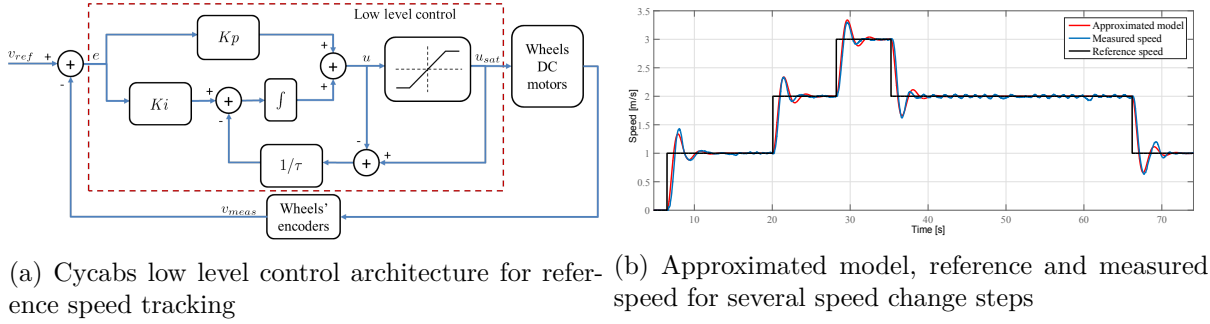 Low level control
Kp
v_ref
+
+
-
e
+
+
u
u_sat
Wheels
DC
motors
Ki
+
+
-
∫
+
1/τ
-
+
+
v_meas
Wheels'
encoders
(a) Cycabs low level control architecture for refer-
ence speed tracking
3.5
3
2.5
2
1.5
1
0.5
0
Speed [m/s]
Approximated model
Measured speed
Reference speed
10 20 30 40 50 60 70
Time [s]
(b) Approximated model, reference and measured
speed for several speed change steps